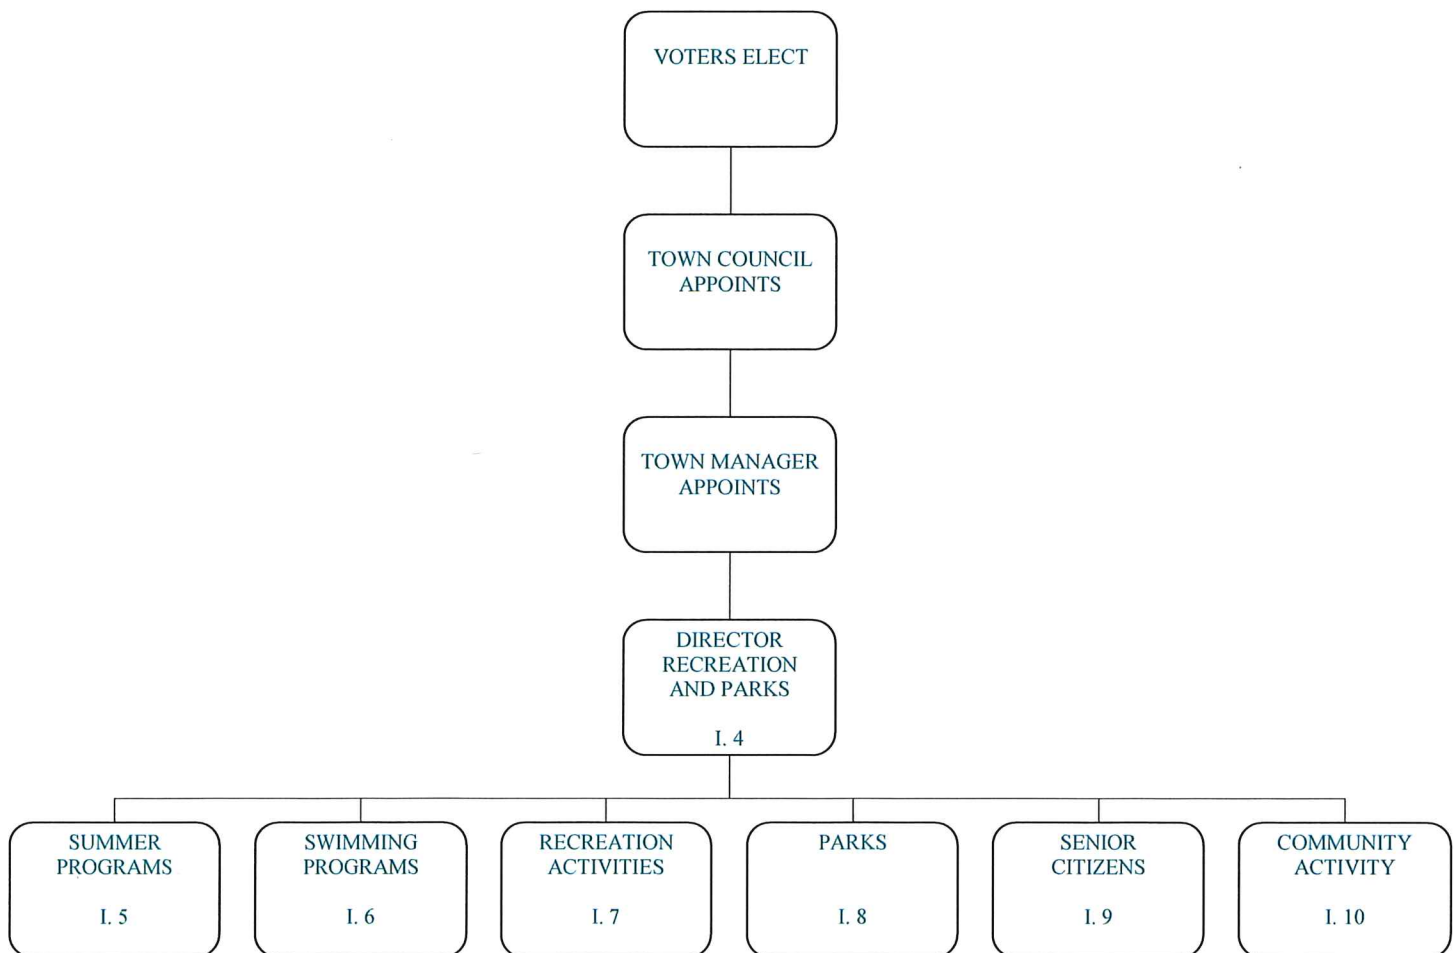 VOTERS ELECT
TOWN COUNCIL
APPOINTS
TOWN MANAGER
APPOINTS
DIRECTOR
RECREATION
AND PARKS
I. 4
SUMMER
PROGRAMS
I. 5
SWIMMING
PROGRAMS
I. 6
RECREATION
ACTIVITIES
I. 7
PARKS
I. 8
SENIOR
CITIZENS
I. 9
COMMUNITY
ACTIVITY
I. 10